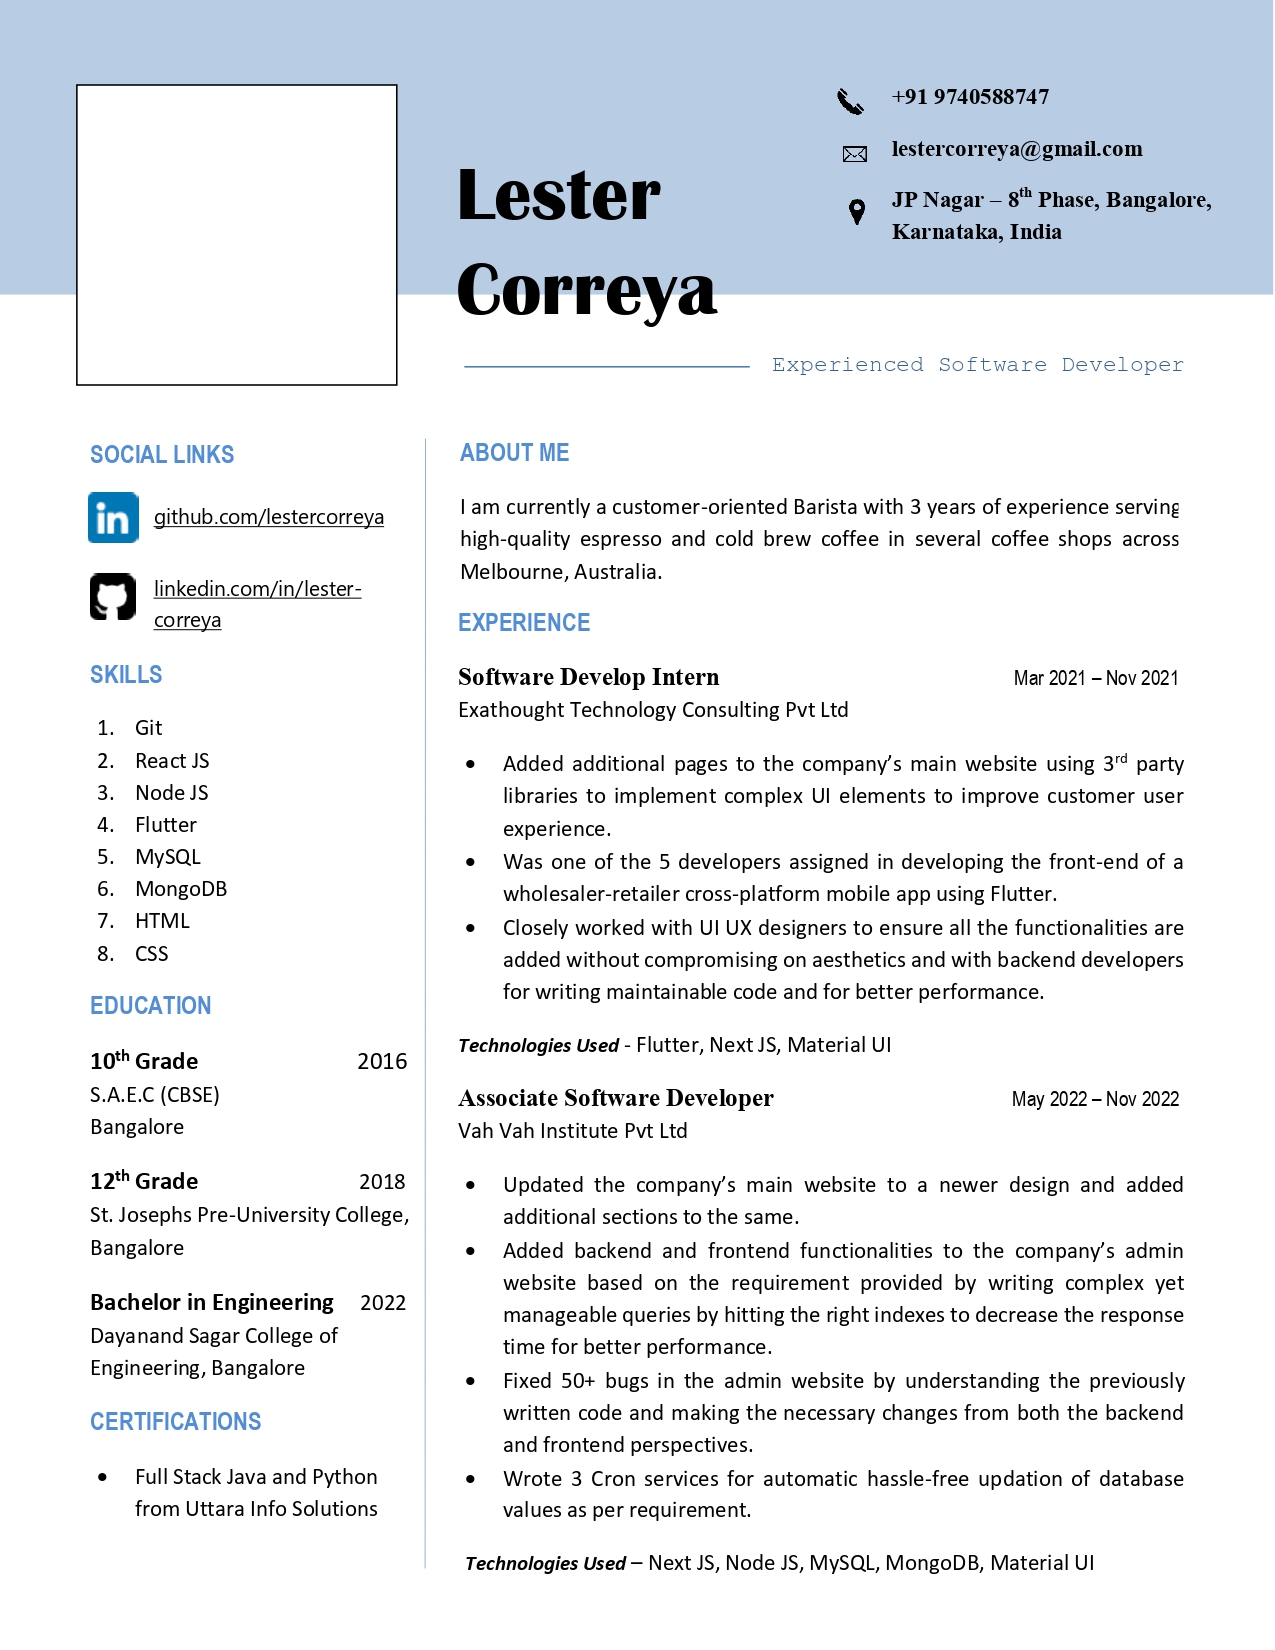 Lester
Correya
+91 9740588747
lestercorreya@gmail.com
JP Nagar – 8th Phase, Bangalore,
Karnataka, India
Experienced Software Developer
SOCIAL LINKS
in
github.com/lestercorreya
linkedin.com/in/lester-
correya
SKILLS
1. Git
2. React JS
3. Node JS
4. Flutter
5. MySQL
6. MongoDB
7. HTML
8. CSS
EDUCATION
10th Grade 2016
S.A.E.C (CBSE)
Bangalore
12th Grade 2018
St. Josephs Pre-University College,
Bangalore
Bachelor in Engineering 2022
Dayanand Sagar College of
Engineering, Bangalore
CERTIFICATIONS
• Full Stack Java and Python
from Uttara Info Solutions
ABOUT ME
I am currently a customer-oriented Barista with 3 years of experience serving
high-quality espresso and cold brew coffee in several coffee shops across
Melbourne, Australia.
EXPERIENCE
Software Develop Intern Mar 2021 – Nov 2021
Exathought Technology Consulting Pvt Ltd
• Added additional pages to the company’s main website using 3rd party
libraries to implement complex UI elements to improve customer user
experience.
• Was one of the 5 developers assigned in developing the front-end of a
wholesaler-retailer cross-platform mobile app using Flutter.
• Closely worked with UI UX designers to ensure all the functionalities are
added without compromising on aesthetics and with backend developers
for writing maintainable code and for better performance.
Technologies Used - Flutter, Next JS, Material UI
Associate Software Developer May 2022 – Nov 2022
Vah Vah Institute Pvt Ltd
• Updated the company’s main website to a newer design and added
additional sections to the same.
• Added backend and frontend functionalities to the company’s admin
website based on the requirement provided by writing complex yet
manageable queries by hitting the right indexes to decrease the response
time for better performance.
• Fixed 50+ bugs in the admin website by understanding the previously
written code and making the necessary changes from both the backend
and frontend perspectives.
• Wrote 3 Cron services for automatic hassle-free updation of database
values as per requirement.
Technologies Used – Next JS, Node JS, MySQL, MongoDB, Material UI